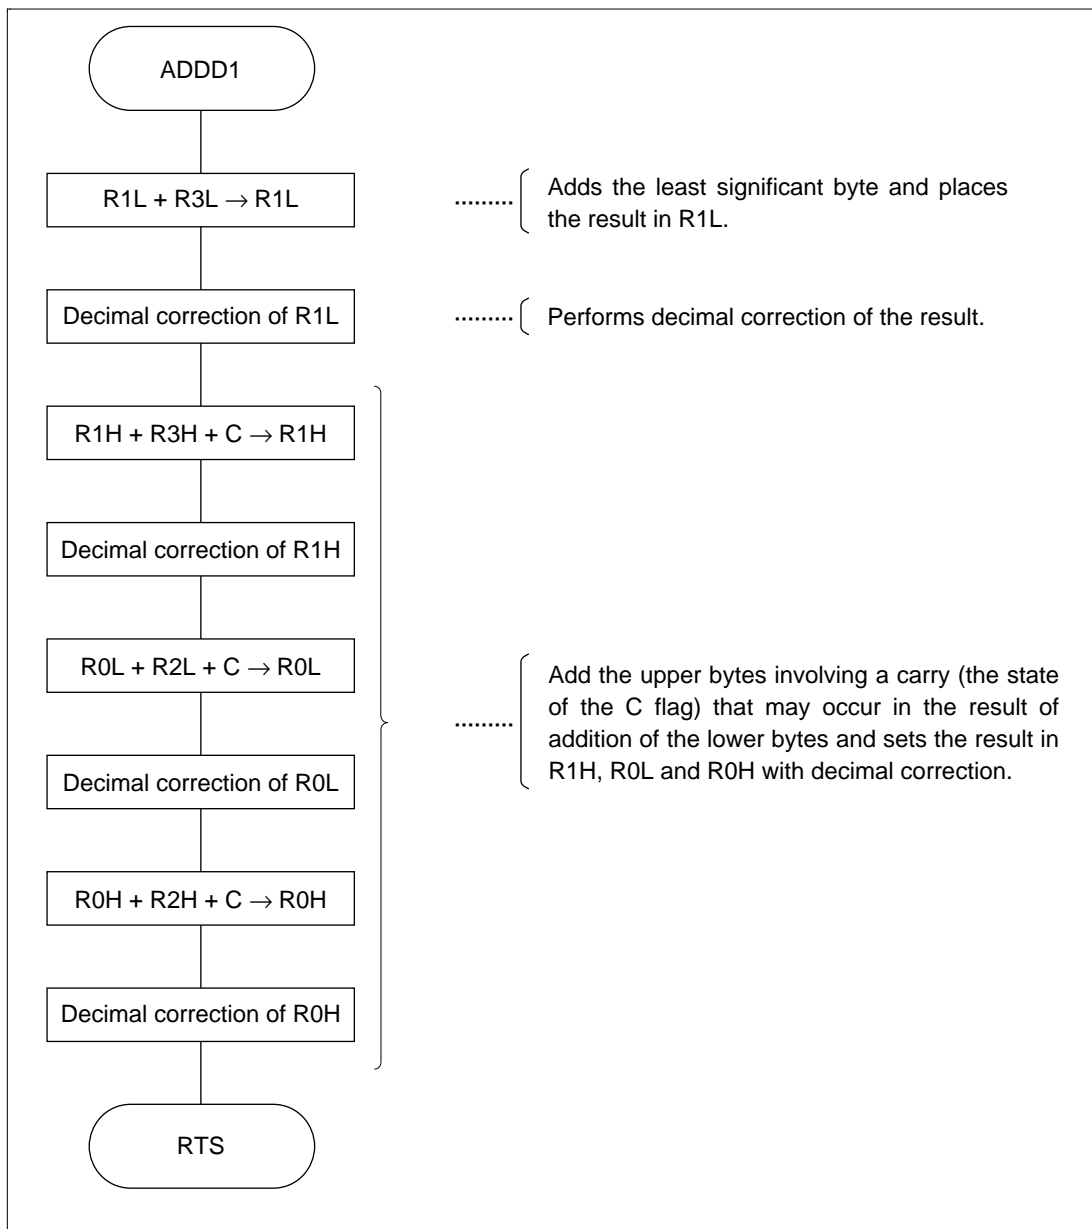 ADDD1
R1L + R3L → R1L
......... Adds the least significant byte and places
the result in R1L.
Decimal correction of R1L
......... Performs decimal correction of the result.
R1H + R3H + C → R1H
Decimal correction of R1H
R0L + R2L + C → R0L
......... Add the upper bytes involving a carry (the state
of the C flag) that may occur in the result of
addition of the lower bytes and sets the result in
R1H, R0L and R0H with decimal correction.
Decimal correction of R0L
R0H + R2H + C → R0H
Decimal correction of R0H
RTS